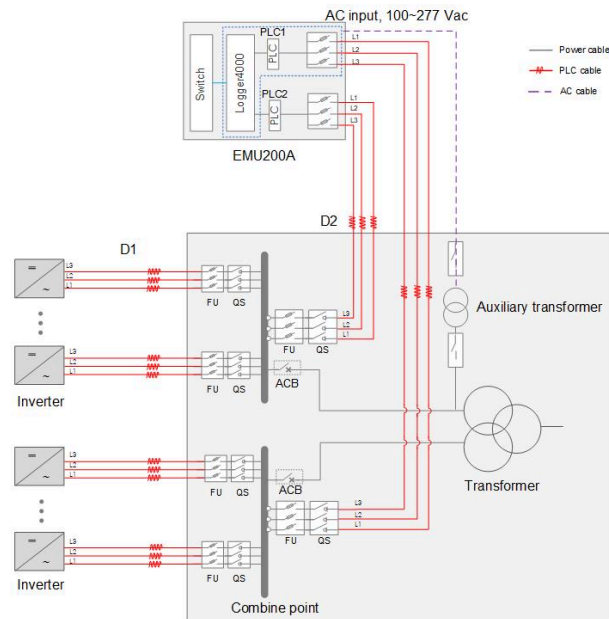 AC input, 100~277 Vac
PLC1
L1
L2
L3
Switch
Logger4000
PLC
PLC2
PLC
L1
L2
L3
EMU200A
Power cable
PLC cable
AC cable
D1
D2
L3
L2
L1
FU
QS
L3
L2
L1
FU
QS
Auxiliary transformer
L3
L2
L1
Inverter
FU
QS
ACB
L3
L2
L1
FU
QS
ACB
Transformer
L3
L2
L1
FU
QS
L3
L2
L1
Inverter
FU
QS
Combine point